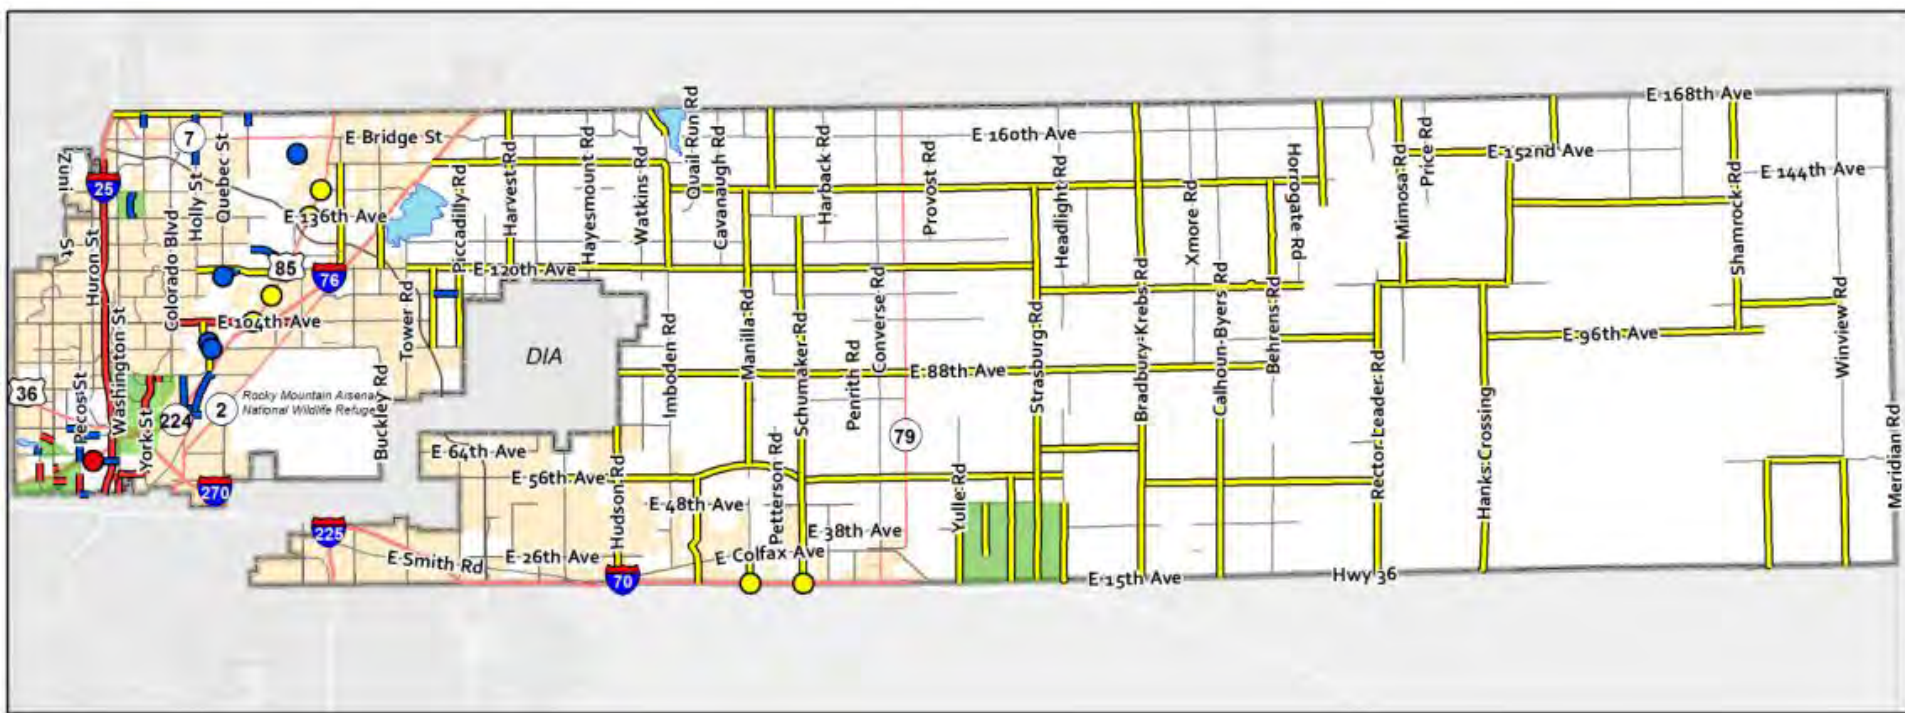 E 168th Ave
E Bridge St
E 160th Ave
7
Zuni St
Quebec St
Holly St
Colorado Blvd
Huron St
25
E 136th Ave
Piccadilly Rd
Harvest Rd
Hayesmount Rd
Watkins Rd
Quail Run Rd
Cavanaugh Rd
Harback Rd
Provost Rd
Headlight Rd
Xmore Rd
Horrogate Rd
Mimosa Rd
Price Rd
E 152nd Ave
E 144th Ave
Shamrock Rd
85
76
E 120th Ave
Washington St
E 104th Ave
Tower Rd
DIA
Imboden Rd
Manilla Rd
Schumaker Rd
Penrith Rd
Converse Rd
Strasburg Rd
Bradbury-Krebs Rd
Calhoun-Byers Rd
Behrens Rd
E 96th Ave
Winview Rd
E 88th Ave
36
Pecos St
York St
224
2
Rocky Mountain Arsenal
National Wildlife Refuge
Buckley Rd
Rector Leader Rd
Hanks Crossing
Meridian Rd
79
E 64th Ave
E 56th Ave
Hudson Rd
E 48th Ave
Petterson Rd
Yulle Rd
270
225
E 38th Ave
E Smith Rd
E 26th Ave
E Colfax Ave
70
E 15th Ave
Hwy 36